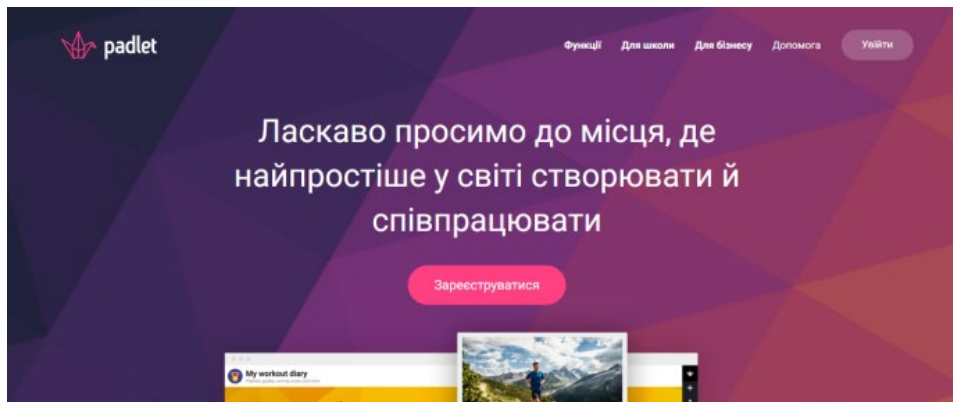 padlet
Функції Для школи Для бізнесу Допомога Увійти
Ласкаво просимо до місця, де
найпростіше у світі створювати й
співпрацювати
Зареєструватися
My workout diary